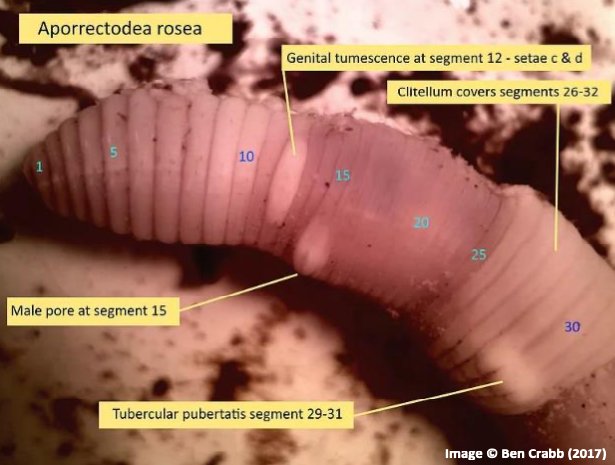 Aporrectodea rosea
Genital tumescence at segment 12 - setae c & d
Clitellum covers segments 26-32
1
5
10
15
20
25
30
Male pore at segment 15
Tubercular pubertatis segment 29-31
Image © Ben Crabb (2017)